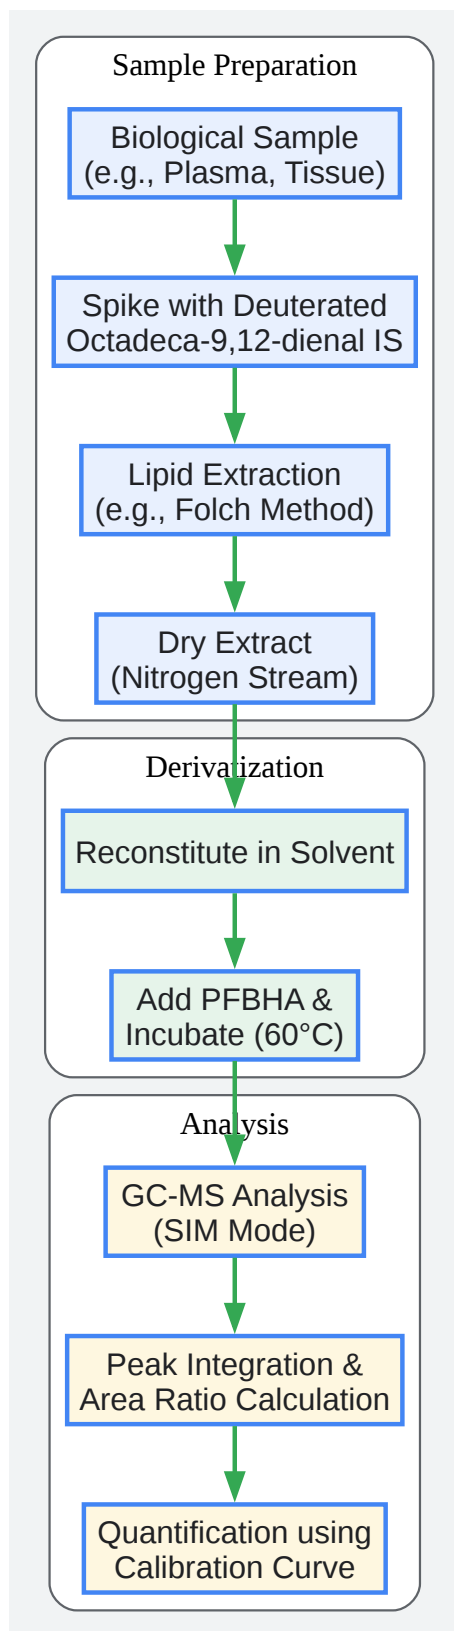 Sample Preparation
Biological Sample
(e.g., Plasma, Tissue)
Spike with Deuterated
Octadeca-9,12-dienal IS
Lipid Extraction
(e.g., Folch Method)
Dry Extract
(Nitrogen Stream)
Derivatization
Reconstitute in Solvent
Add PFBHA &
Incubate (60°C)
Analysis
GC-MS Analysis
(SIM Mode)
Peak Integration &
Area Ratio Calculation
Quantification using
Calibration Curve